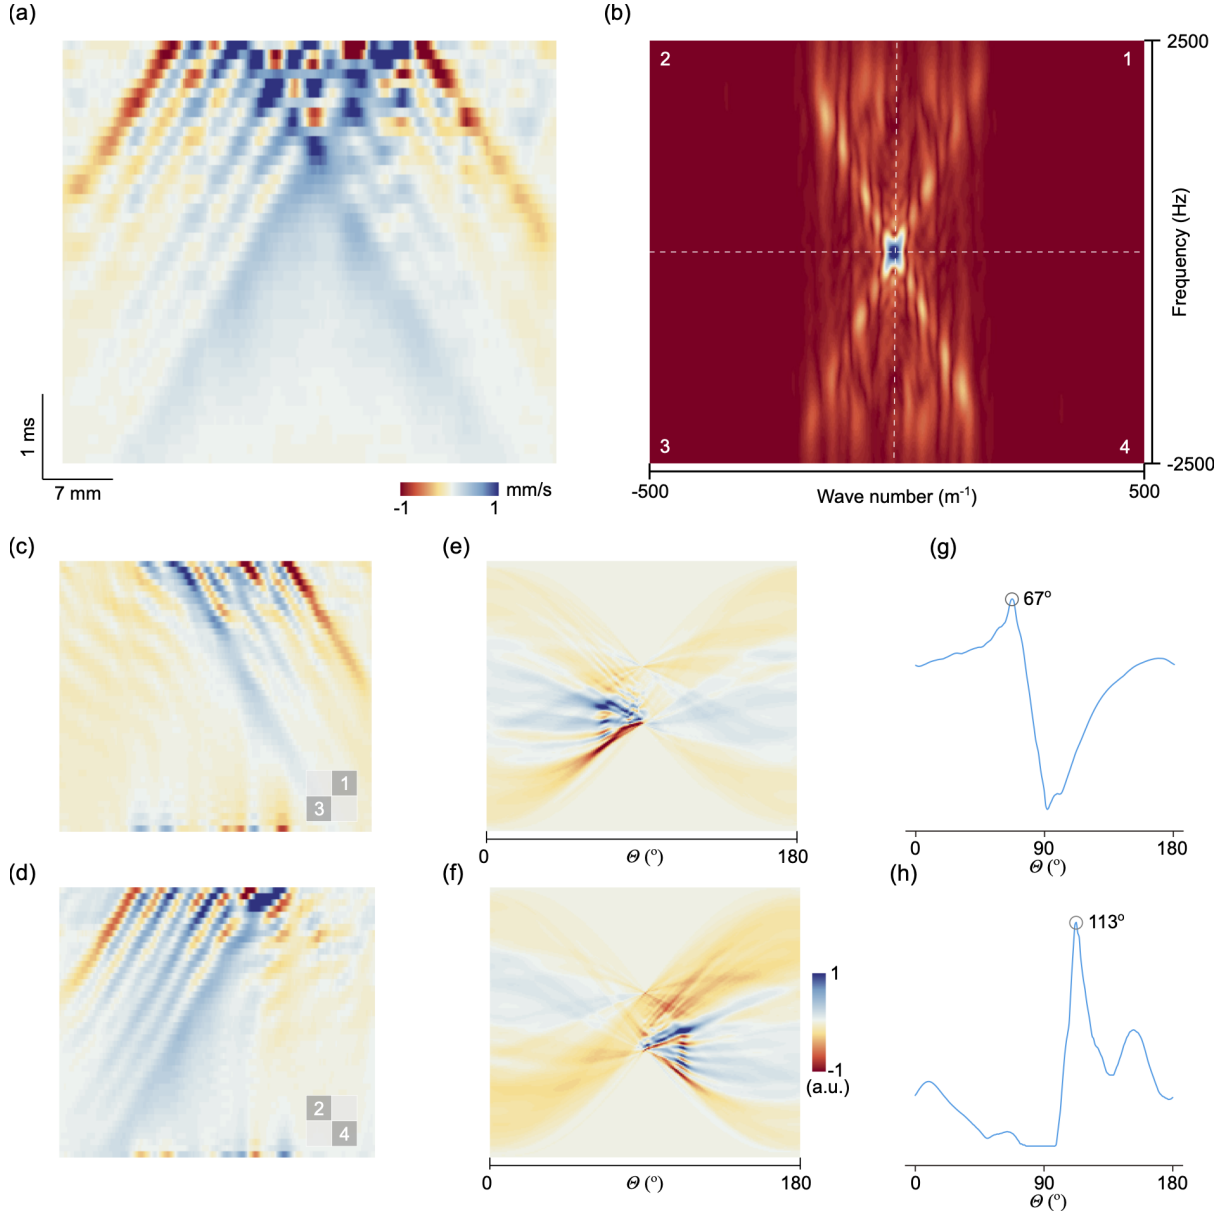 (a)
(b)
2
1
3
4
2500
Frequency (Hz)
-2500
-500
Wave number (m⁻¹)
500
1 ms
7 mm
mm/s
-1
1
(c)
(e)
(g)
1
3
67°
0
Θ (°)
180
0
90
180
Θ (°)
(d)
(f)
(h)
2
4
1
-1
(a.u.)
113°
0
Θ (°)
180
0
90
180
Θ (°)